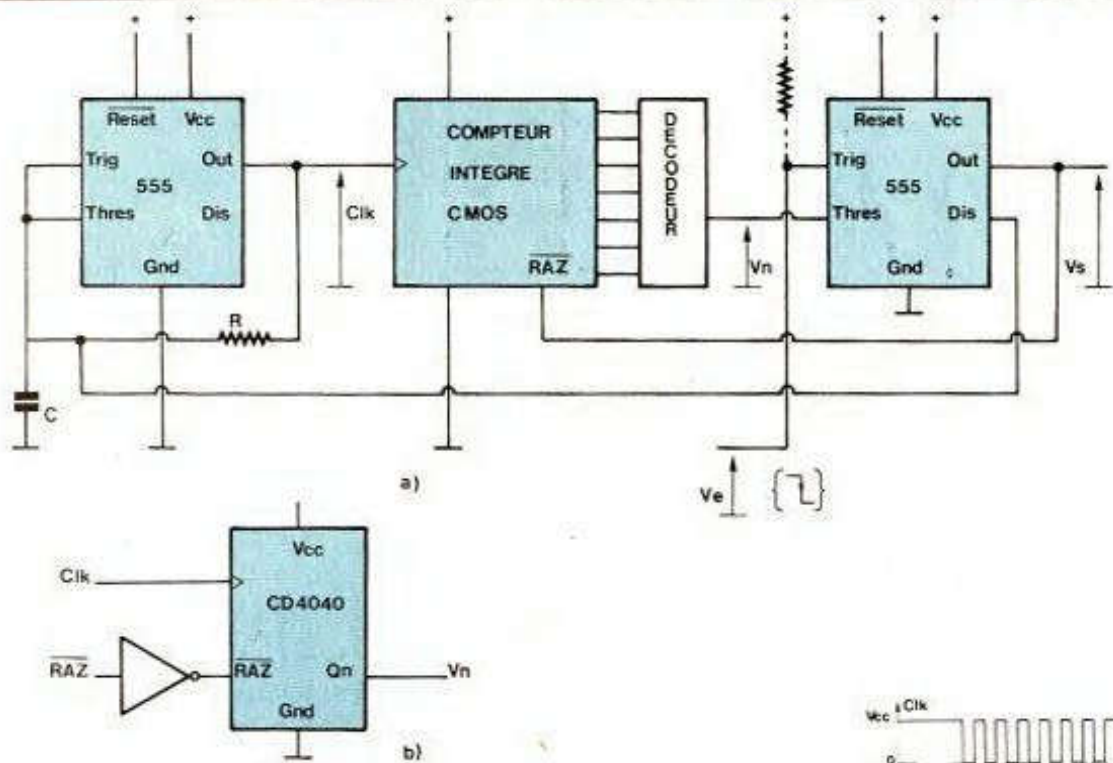 + +
+
+
+ +
Reset Vcc
Trig Out
555
Thres Dis
Gnd
R
C
Clk
COMPTEUR
INTEGRE
CMOS
RAZ
DECODEUR
Vn
Reset Vcc
Trig Out
555
Thres Dis
Gnd
Vs
a)
Ve
Vcc
Clk
CD4040
RAZ
RAZ Qn Vn
Gnd
b)
Vcc Clk
0